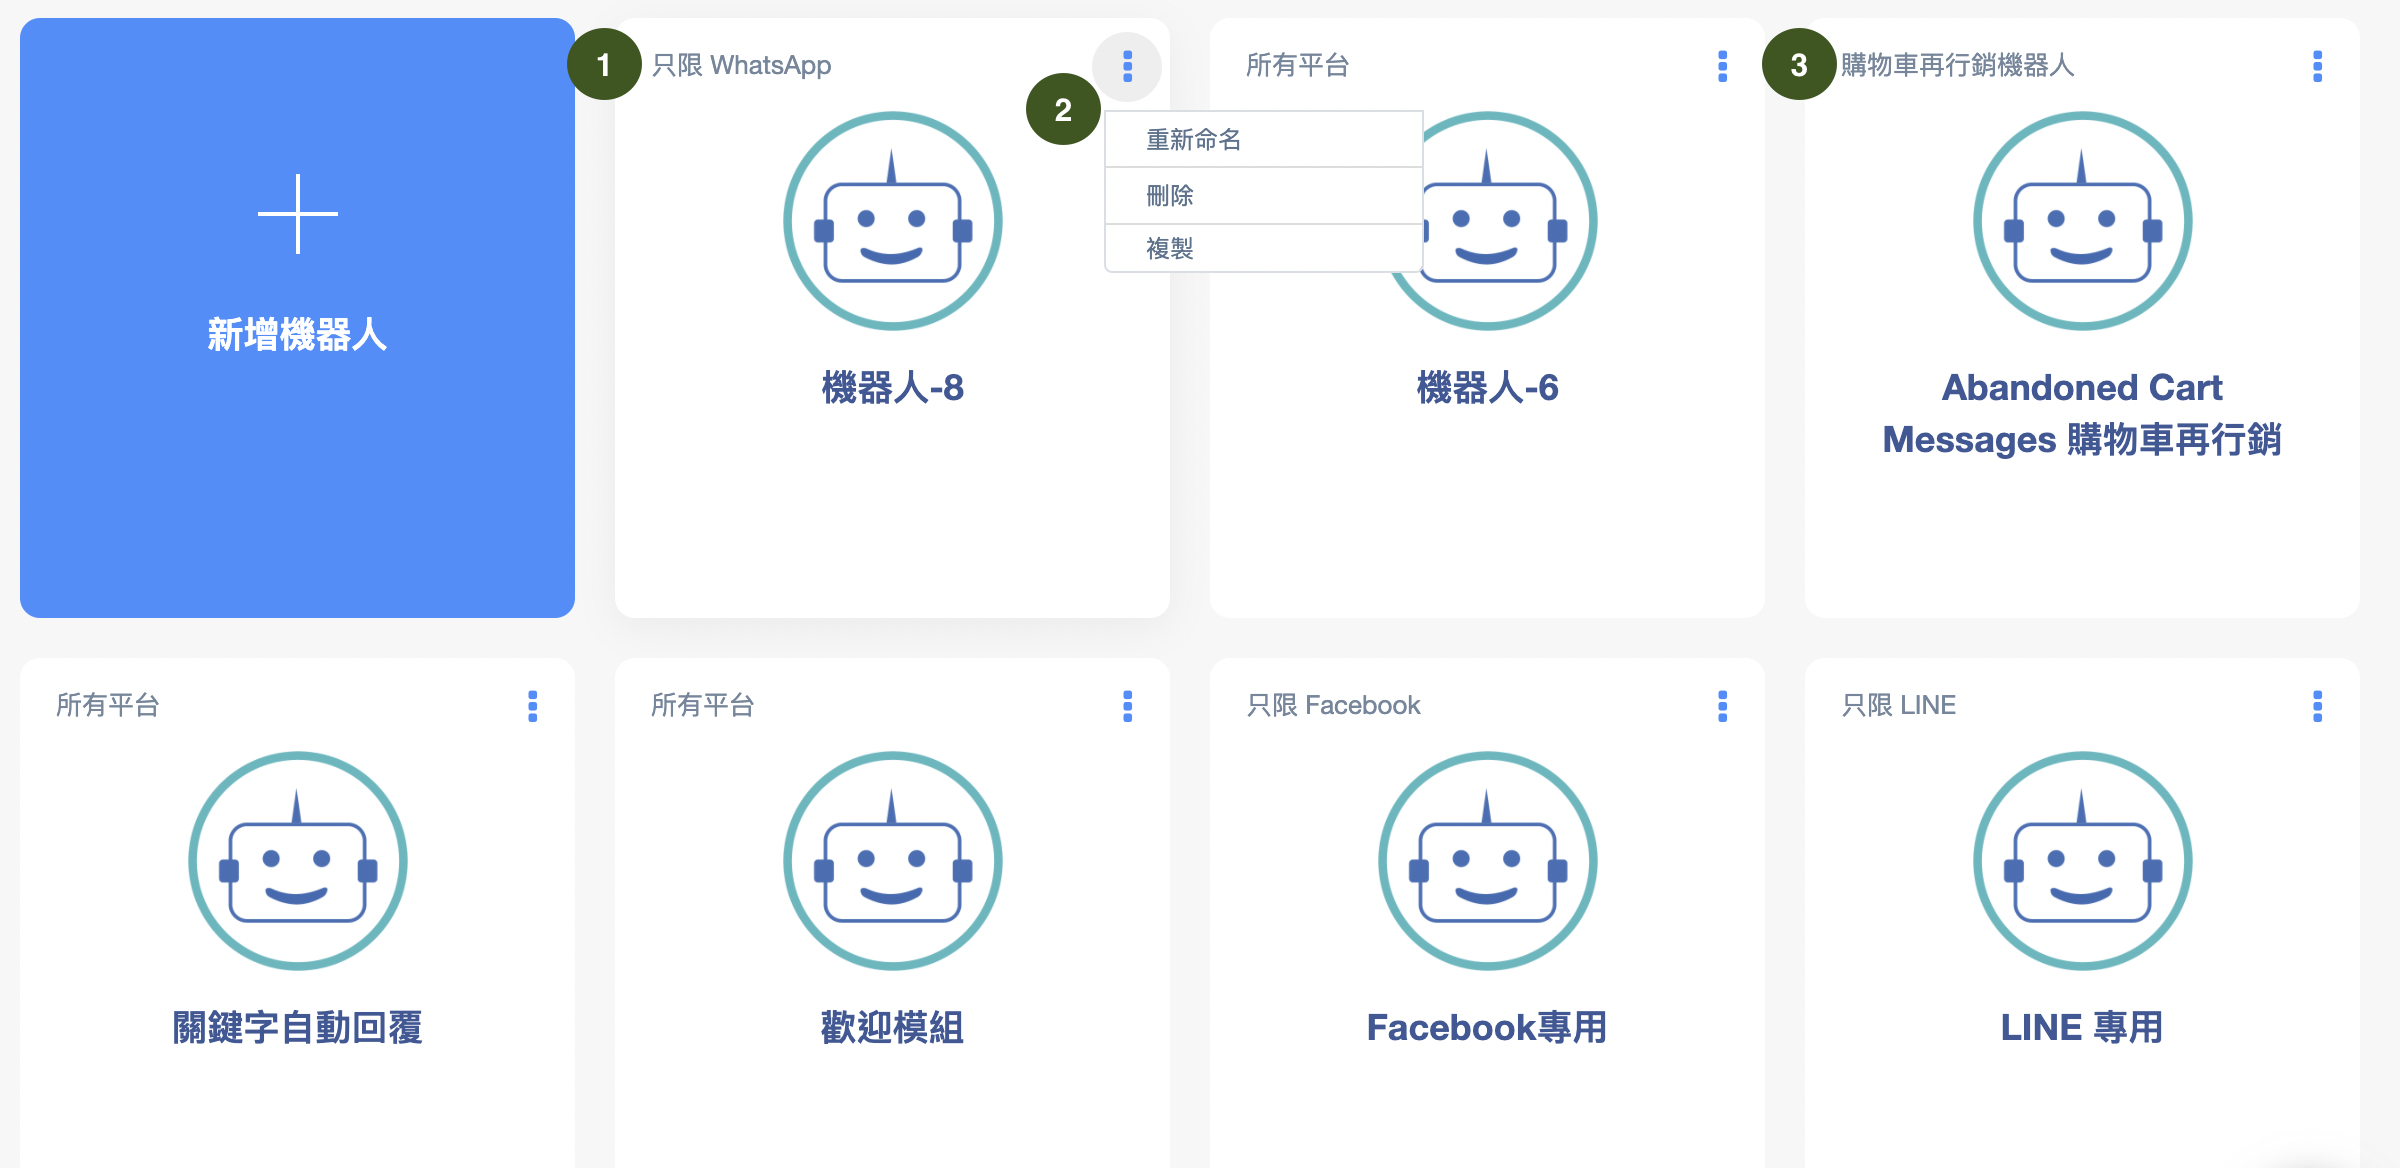 新增機器人
1
只限 WhatsApp
2
重新命名
刪除
複製
機器人-8
所有平台
機器人-6
3
購物車再行銷機器人
Abandoned Cart
Messages 購物車再行銷
所有平台
關鍵字自動回覆
所有平台
歡迎模組
只限 Facebook
Facebook專用
只限 LINE
LINE 專用